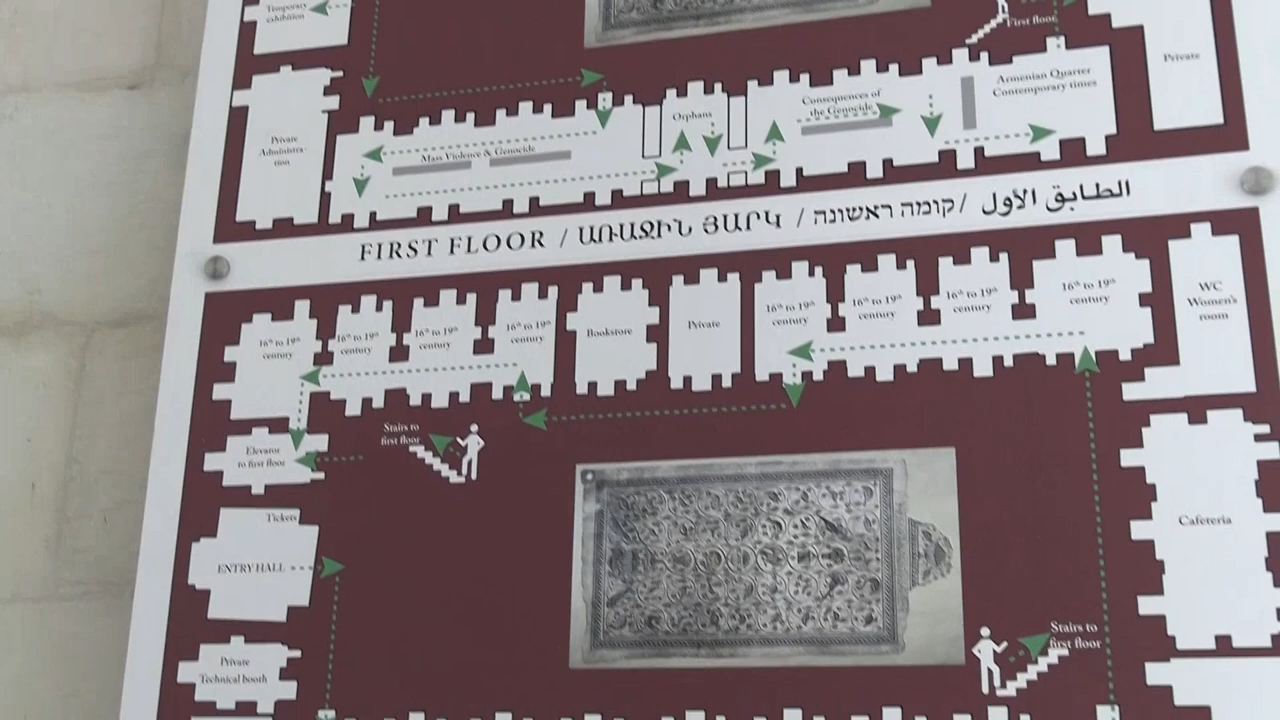 Temporary
exhibition
First floor
Private
Private
Administra-
tion
Mass Violence & Genocide
Orphans
Consequences of
the Genocide
Armenian Quarter
Contemporary times
FIRST FLOOR / ԱՌԱՋԻՆ ՅԱՐԿ / קומה ראשונה / الطابق الأول
16th to 19th
century
16th to 19th
century
16th to 19th
century
16th to 19th
century
Bookstore
Private
16th to 19th
century
16th to 19th
century
16th to 19th
century
16th to 19th
century
WC
Women's
room
Stairs to
first floor
Elevator
to first floor
Tickets
ENTRY HALL
Cafeteria
Private
Technical booth
Stairs to
first floor